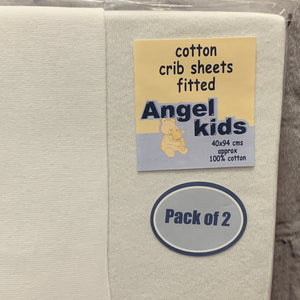 cotton
crib sheets
fitted
Angel
kids
40x94 cms
approx
100% cotton
Pack of 2